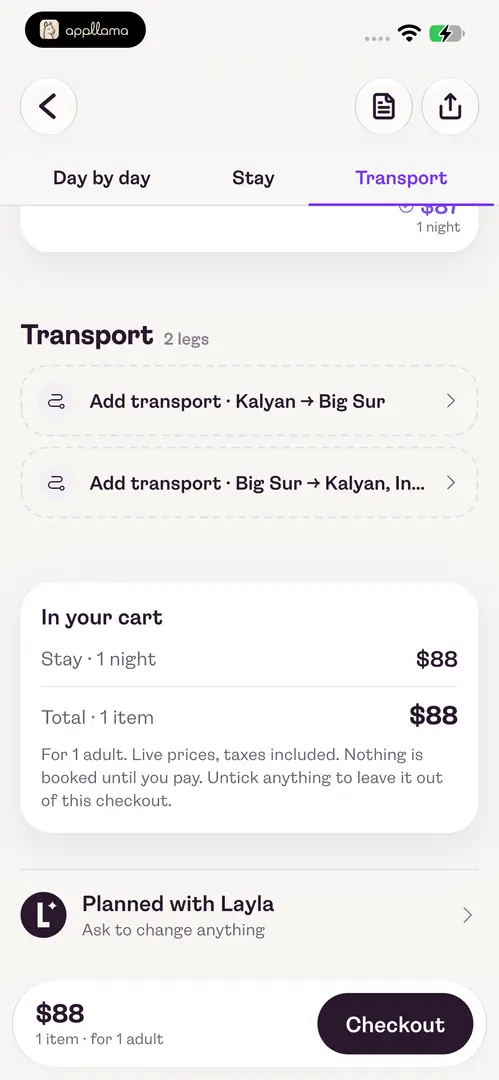 appllama
Day by day
Stay
Transport
$87
1 night
Transport 2 legs
Add transport · Kalyan → Big Sur
Add transport · Big Sur → Kalyan, In...
In your cart
Stay · 1 night
$88
Total · 1 item
$88
For 1 adult. Live prices, taxes included. Nothing is
booked until you pay. Untick anything to leave it out
of this checkout.
L
Planned with Layla
Ask to change anything
$88
1 item · for 1 adult
Checkout